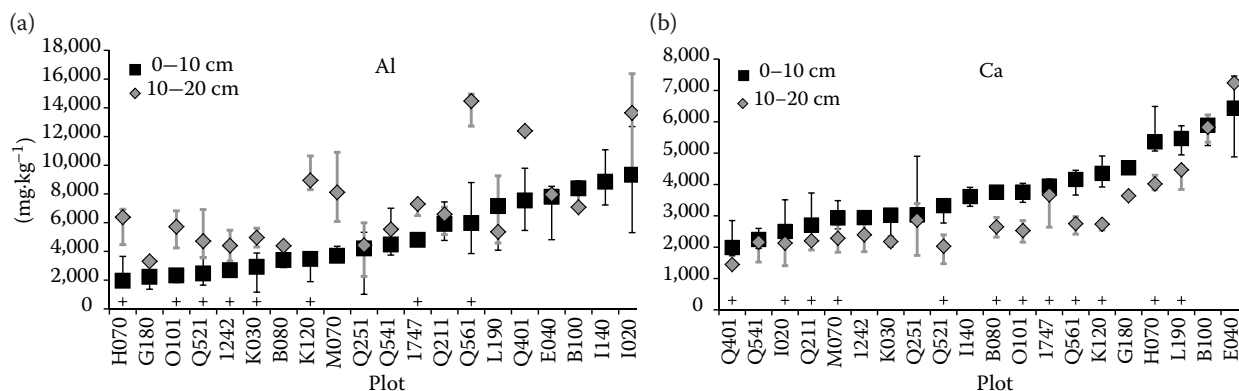 (a)
Al
0–10 cm
10–20 cm
(mg·kg⁻¹)
18,000
16,000
14,000
12,000
10,000
8,000
6,000
4,000
2,000
0
+ + + + + + + +
H070 G180 O101 Q521 1242 K030 B080 K120 M070 Q251 Q541 1747 Q211 Q561 L190 Q401 E040 B100 I140 I020
Plot
(b)
Ca
0–10 cm
10–20 cm
8,000
7,000
6,000
5,000
4,000
3,000
2,000
1,000
0
+ + + + + + + + + + + +
Q401 Q541 I020 Q211 M070 1242 K030 Q251 Q521 I140 B080 O101 1747 Q561 K120 G180 H070 L190 B100 E040
Plot